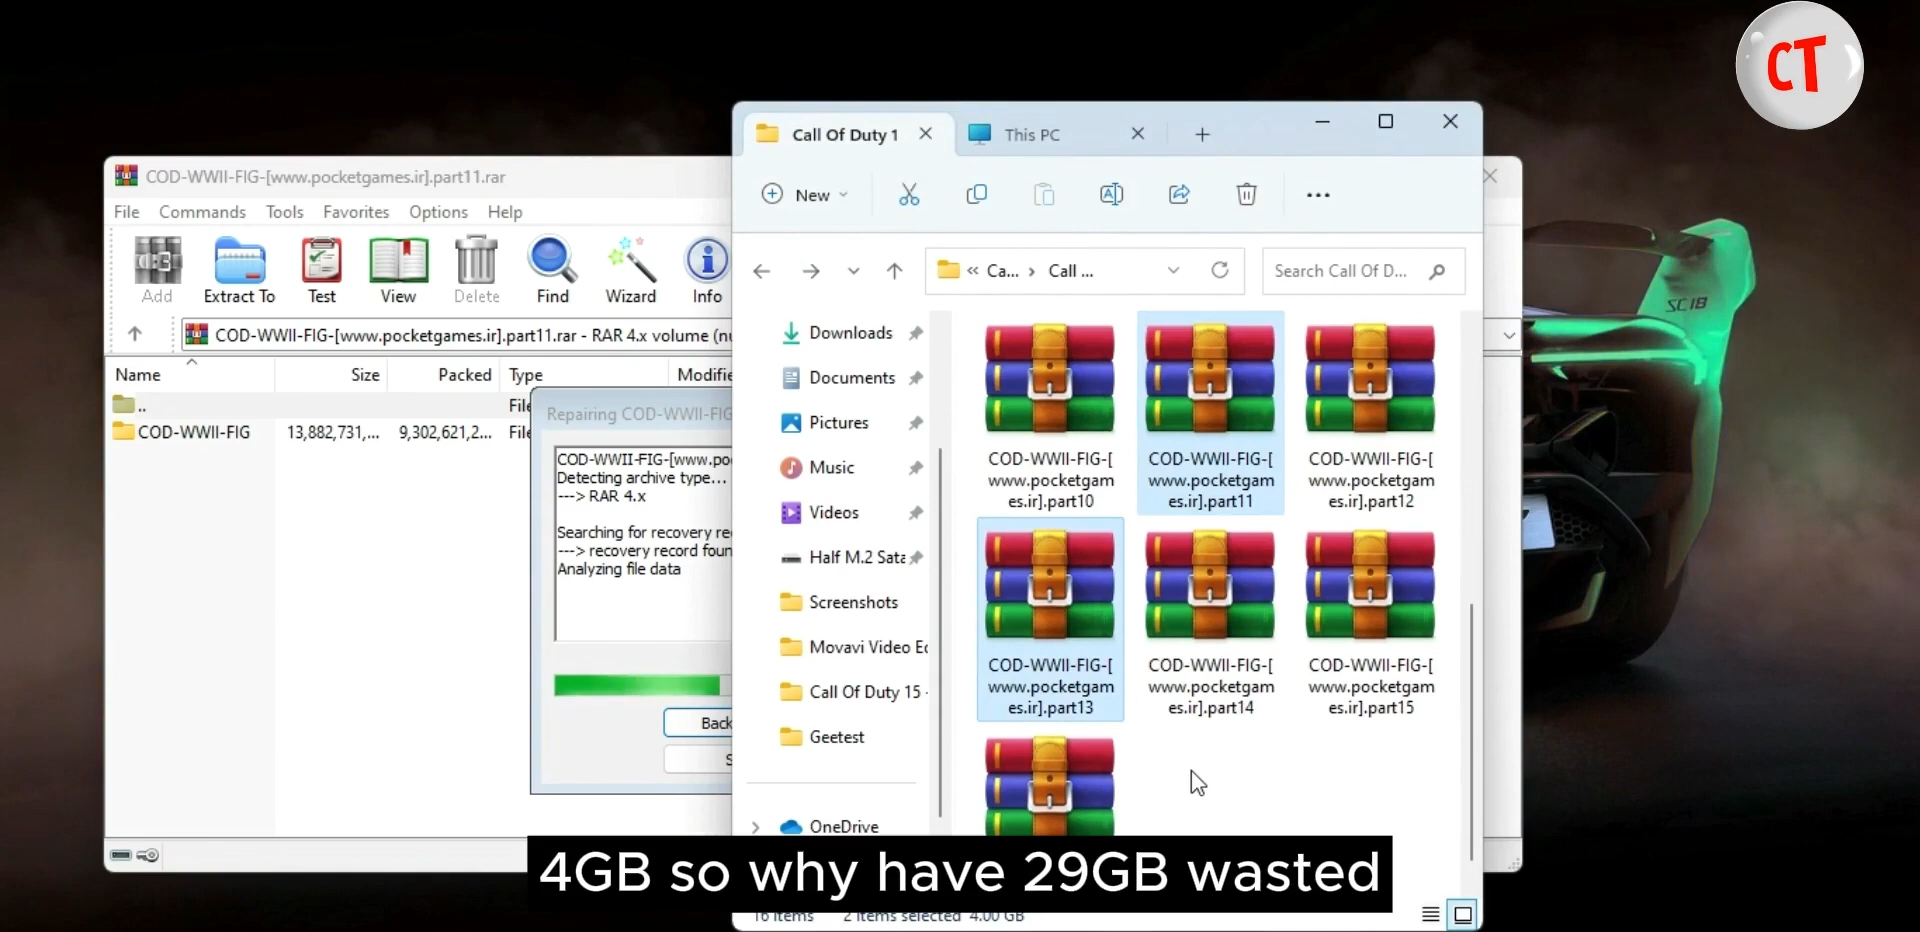 CT
SC18
COD-WWII-FIG-[www.pocketgames.ir].part11.rar
File Commands Tools Favorites Options Help
Add Extract To Test View Delete Find Wizard Info
COD-WWII-FIG-[www.pocketgames.ir].part11.rar - RAR 4.x volume (nu
Name Size Packed Type Modifie
.. File
COD-WWII-FIG 13,882,731,... 9,302,621,2... File
Repairing COD-WWII-FIG
COD-WWII-FIG-[www.po
Detecting archive type...
---> RAR 4.x
Searching for recovery re
---> recovery record foun
Analyzing file data
Back
S
Call Of Duty 1
This PC
New
« Ca... › Call ...
Search Call Of D...
Downloads
Documents
Pictures
Music
Videos
Half M.2 Sata
Screenshots
Movavi Video Ed
Call Of Duty 15 -
Geetest
OneDrive
COD-WWII-FIG-[
www.pocketgam
es.ir].part10
COD-WWII-FIG-[
www.pocketgam
es.ir].part11
COD-WWII-FIG-[
www.pocketgam
es.ir].part12
COD-WWII-FIG-[
www.pocketgam
es.ir].part13
COD-WWII-FIG-[
www.pocketgam
es.ir].part14
COD-WWII-FIG-[
www.pocketgam
es.ir].part15
4GB so why have 29GB wasted
16 items 2 items selected 4.00 GB